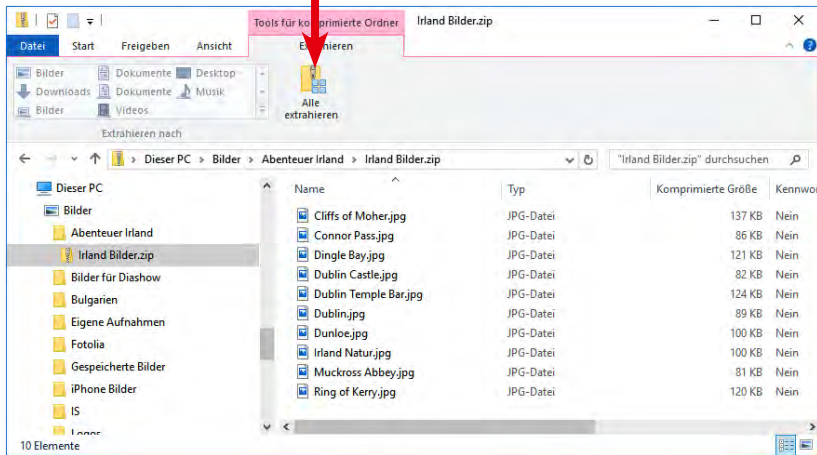 Tools für komprimierte Ordner Irland Bilder.zip
Datei Start Freigeben Ansicht Extrahieren
Bilder Dokumente Desktop
Downloads Dokumente Musik
Bilder Videos
Alle
extrahieren
Extrahieren nach
Dieser PC > Bilder > Abenteuer Irland > Irland Bilder.zip "Irland Bilder.zip" durchsuchen
Dieser PC
Bilder
Abenteuer Irland
Irland Bilder.zip
Bilder für Diashow
Bulgarien
Eigene Aufnahmen
Fotolia
Gespeicherte Bilder
iPhone Bilder
IS
Name Typ Komprimierte Größe Kennwor
Cliffs of Moher.jpg JPG-Datei 137 KB Nein
Connor Pass.jpg JPG-Datei 86 KB Nein
Dingle Bay.jpg JPG-Datei 121 KB Nein
Dublin Castle.jpg JPG-Datei 82 KB Nein
Dublin Temple Bar.jpg JPG-Datei 124 KB Nein
Dublin.jpg JPG-Datei 89 KB Nein
Dunloe.jpg JPG-Datei 100 KB Nein
Irland Natur.jpg JPG-Datei 100 KB Nein
Muckross Abbey.jpg JPG-Datei 81 KB Nein
Ring of Kerry.jpg JPG-Datei 120 KB Nein
10 Elemente